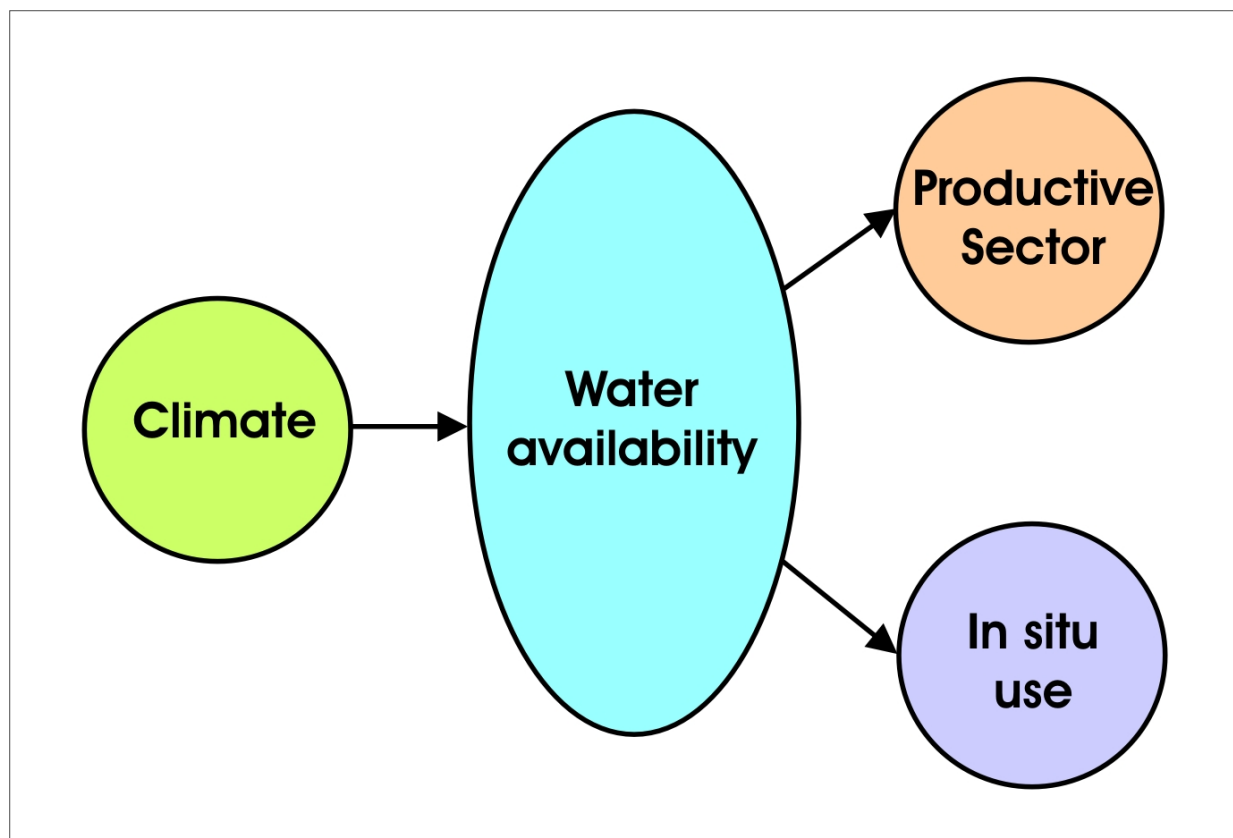 Climate
Water
availability
Productive
Sector
In situ
use